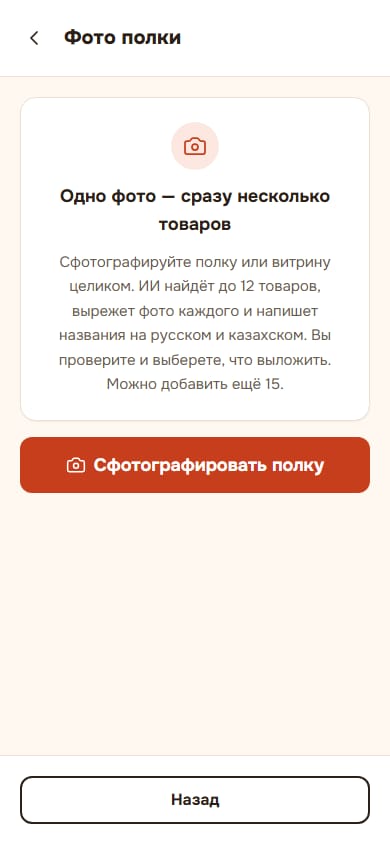 Фото полки
Одно фото — сразу несколько
товаров
Сфотографируйте полку или витрину
целиком. ИИ найдёт до 12 товаров,
вырежет фото каждого и напишет
названия на русском и казахском. Вы
проверите и выберете, что выложить.
Можно добавить ещё 15.
Сфотографировать полку
Назад